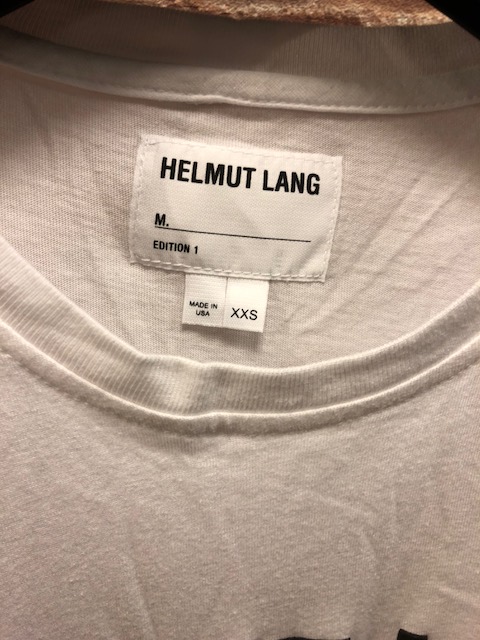 HELMUT LANG
M.
EDITION 1
MADE IN
USA
XXS